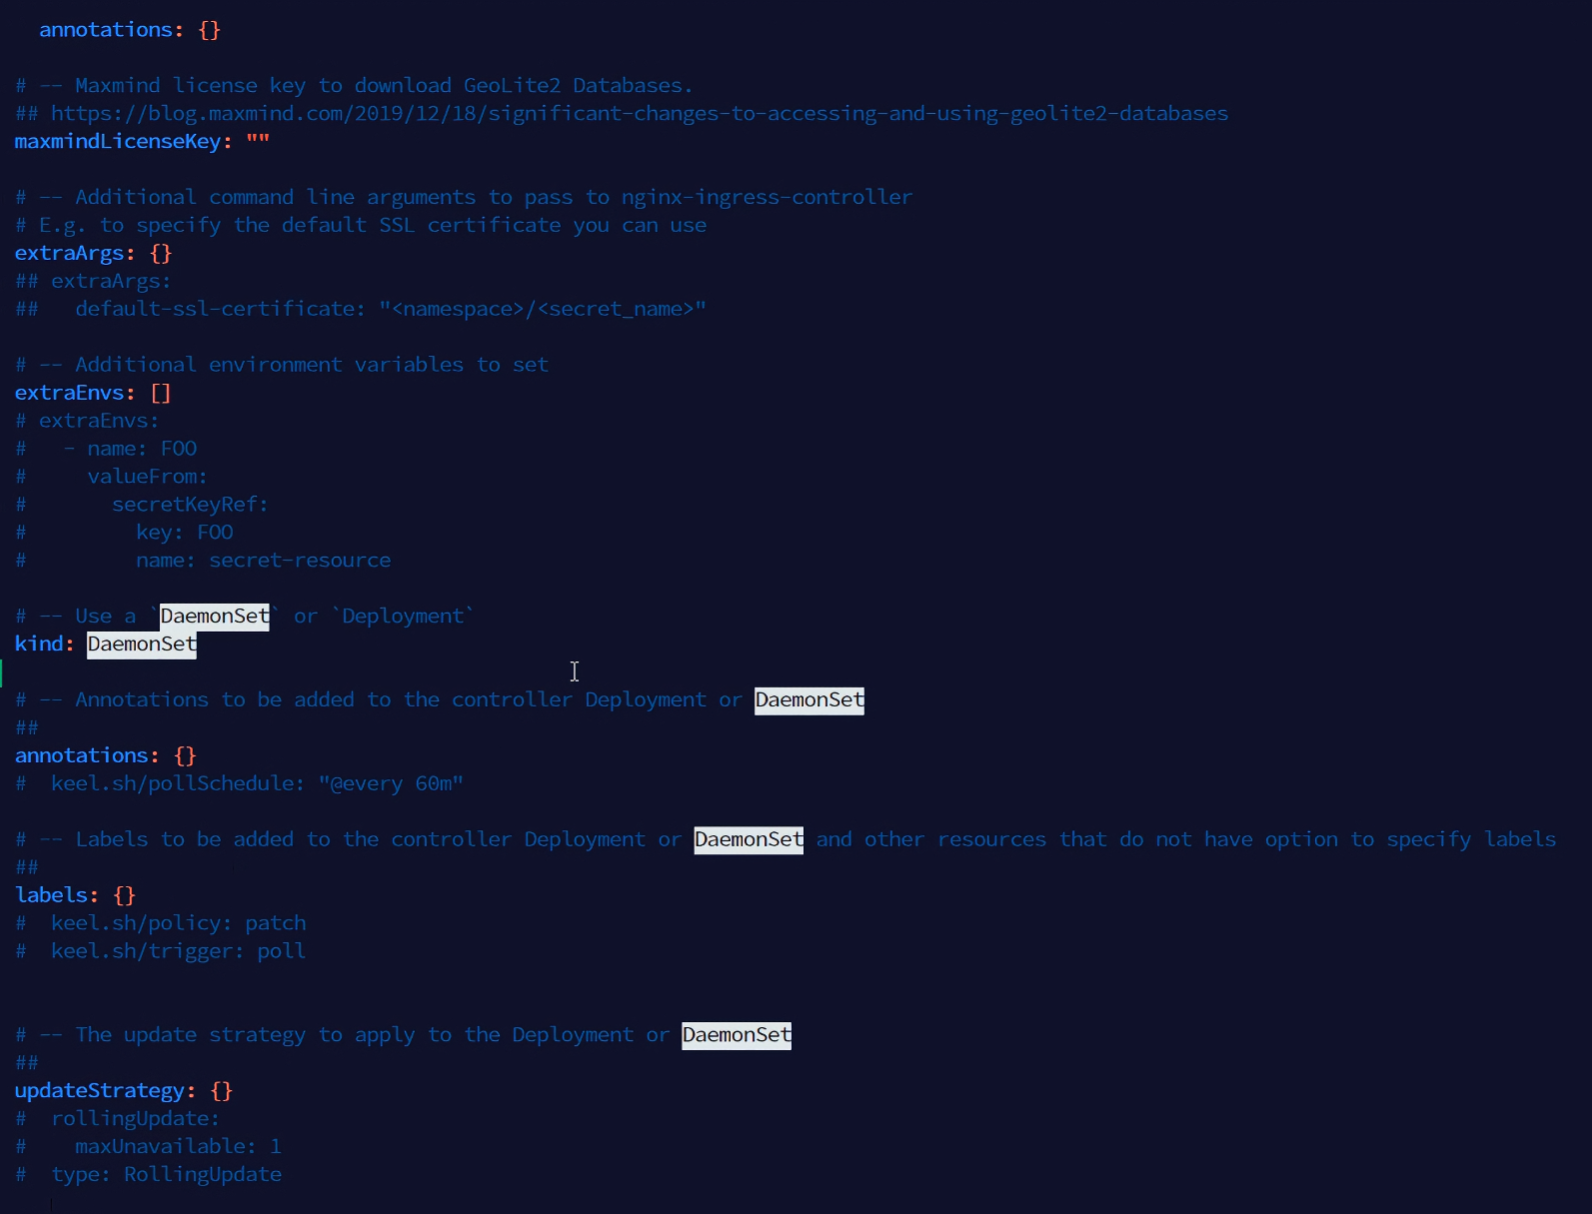 annotations: {}
# -- Maxmind license key to download GeoLite2 Databases.
## https://blog.maxmind.com/2019/12/18/significant-changes-to-accessing-and-using-geolite2-databases
maxmindLicenseKey: ""
# -- Additional command line arguments to pass to nginx-ingress-controller
# E.g. to specify the default SSL certificate you can use
extraArgs: {}
## extraArgs:
##   default-ssl-certificate: "<namespace>/<secret_name>"
# -- Additional environment variables to set
extraEnvs: []
# extraEnvs:
#   - name: FOO
#     valueFrom:
#       secretKeyRef:
#         key: FOO
#         name: secret-resource
# -- Use a `DaemonSet` or `Deployment`
kind: DaemonSet
# -- Annotations to be added to the controller Deployment or DaemonSet
##
annotations: {}
#  keel.sh/pollSchedule: "@every 60m"
# -- Labels to be added to the controller Deployment or DaemonSet and other resources that do not have option to specify labels
##
labels: {}
#  keel.sh/policy: patch
#  keel.sh/trigger: poll
# -- The update strategy to apply to the Deployment or DaemonSet
##
updateStrategy: {}
#  rollingUpdate:
#    maxUnavailable: 1
#  type: RollingUpdate